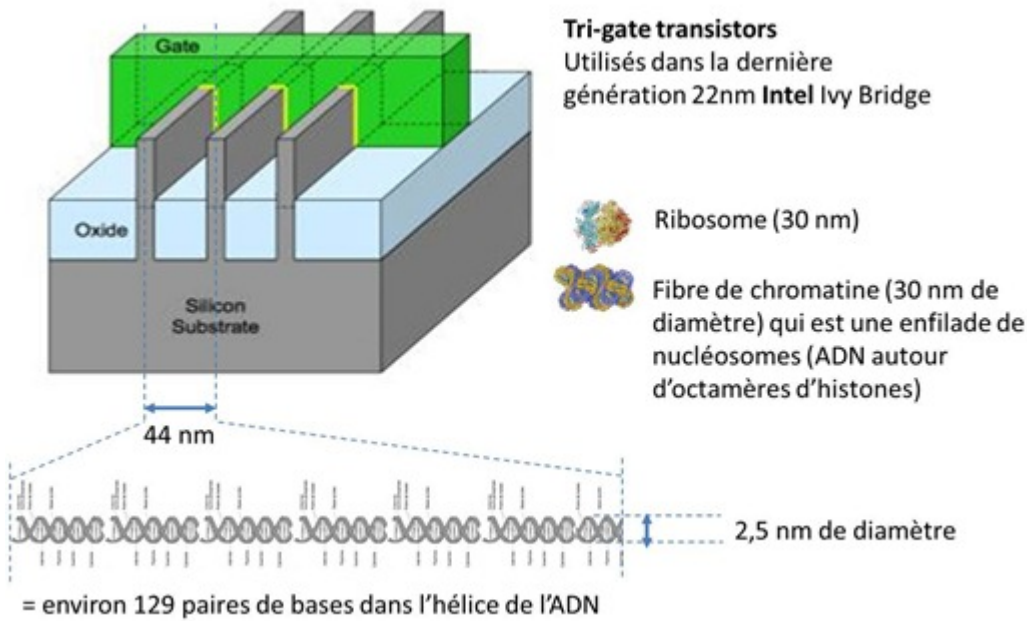 Tri-gate transistors
Utilisés dans la dernière
génération 22nm Intel Ivy Bridge
Gate
Oxide
Silicon
Substrate
Ribosome (30 nm)
Fibre de chromatine (30 nm de
diamètre) qui est une enfilade de
nucléosomes (ADN autour
d'octamères d'histones)
44 nm
2,5 nm de diamètre
= environ 129 paires de bases dans l'hélice de l'ADN